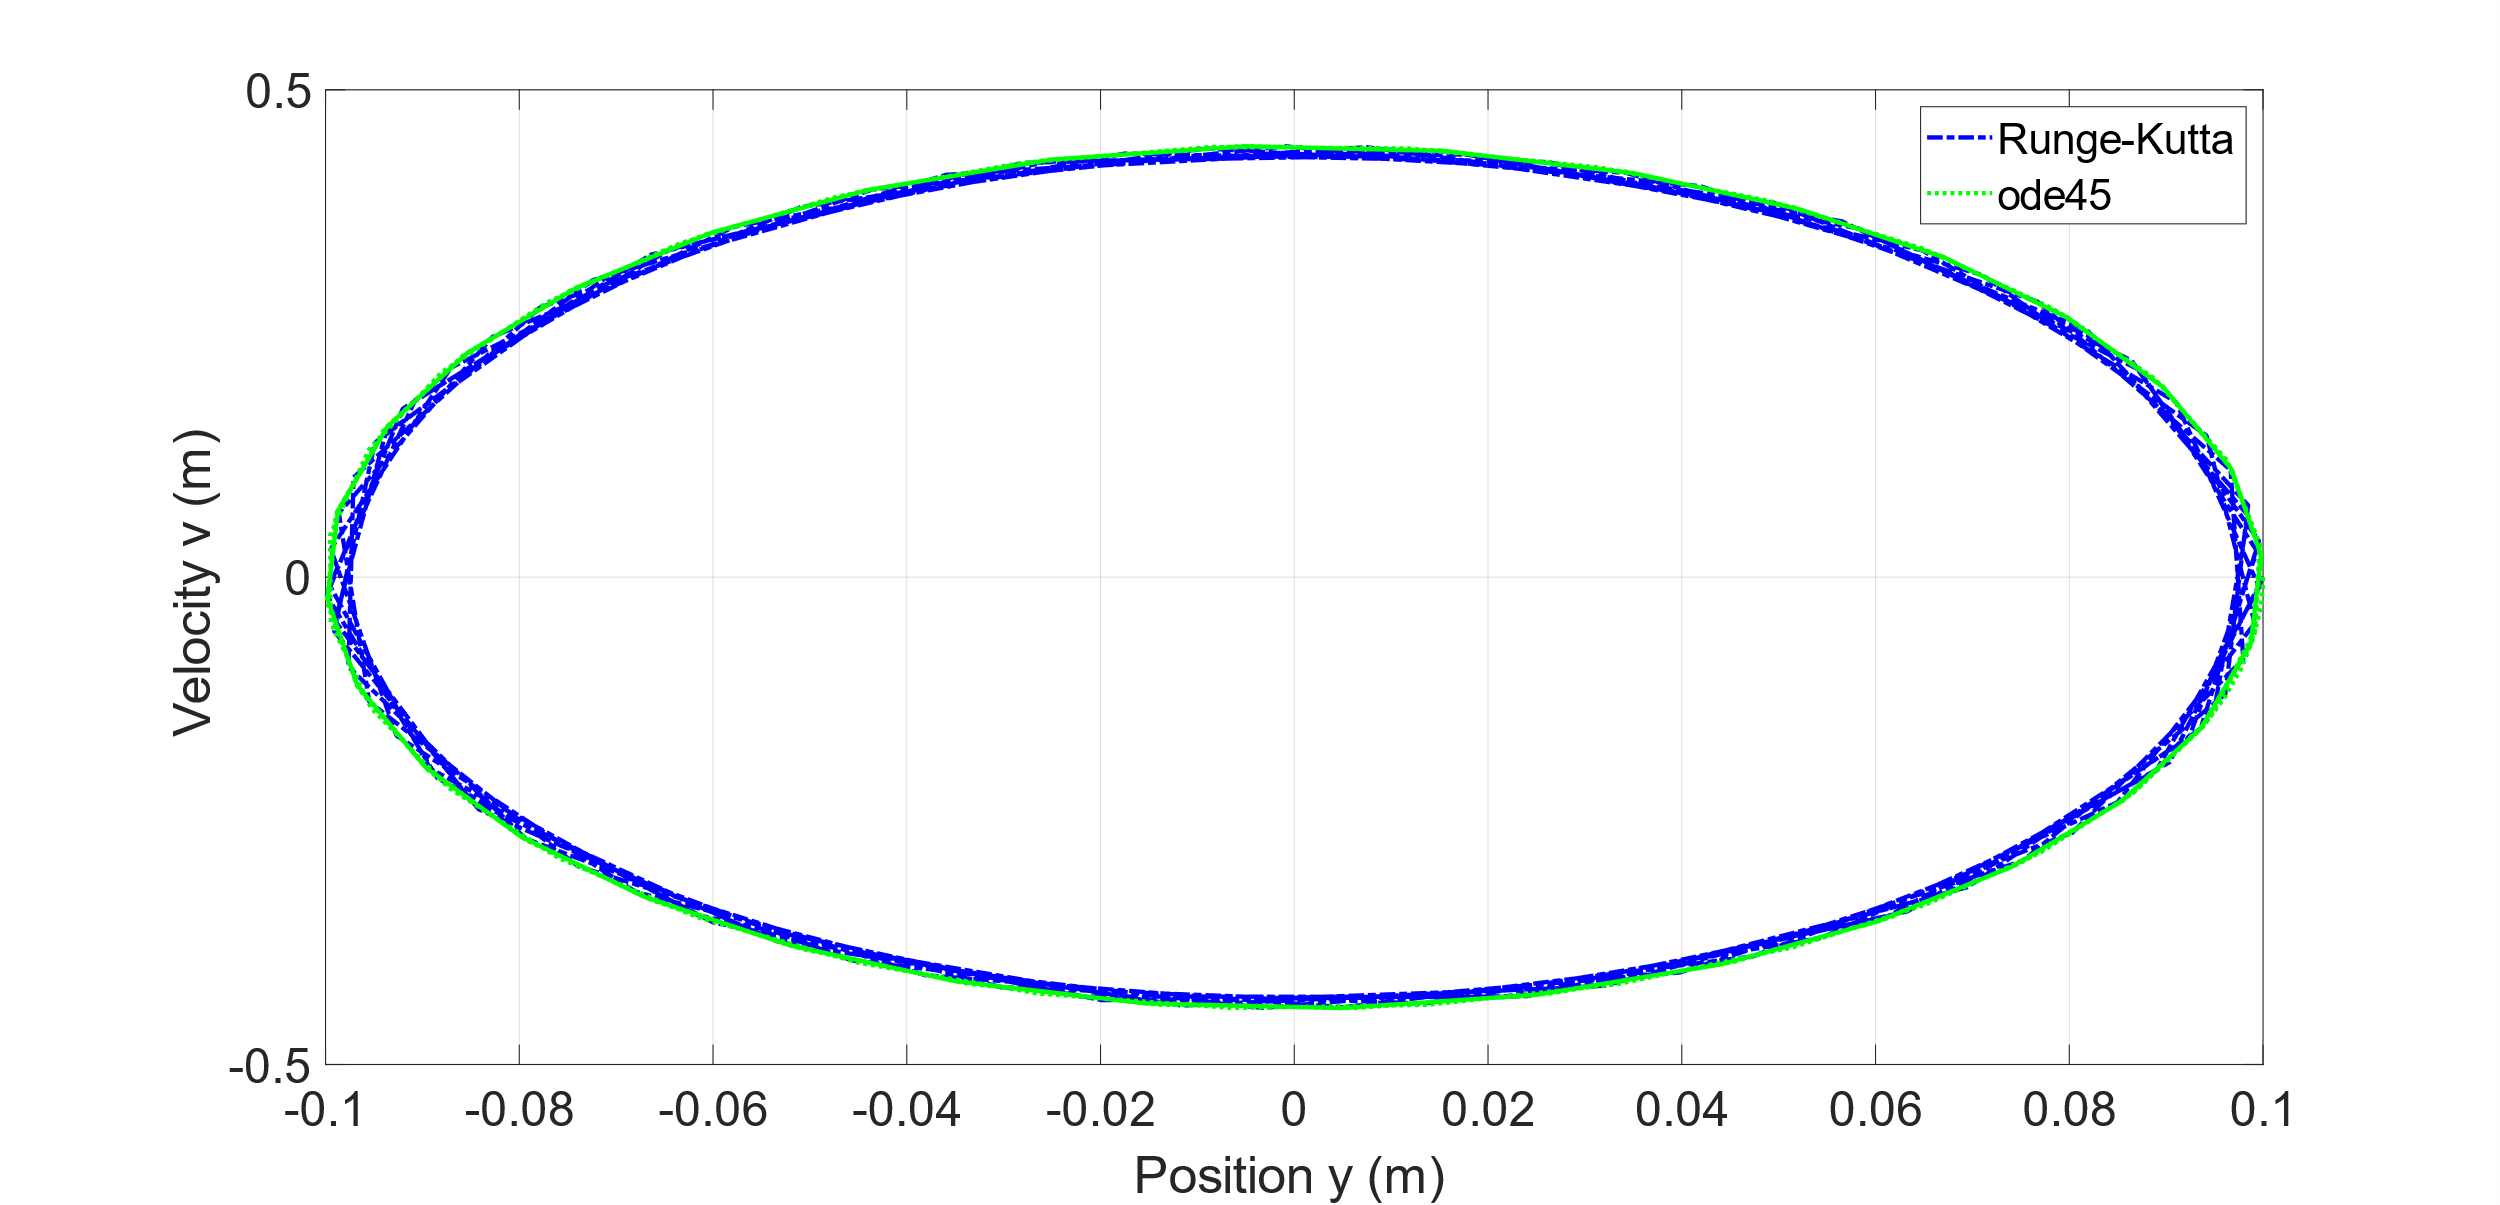 0.5
0
-0.5
Velocity v (m)
Runge-Kutta
ode45
-0.1 -0.08 -0.06 -0.04 -0.02 0 0.02 0.04 0.06 0.08 0.1
Position y (m)